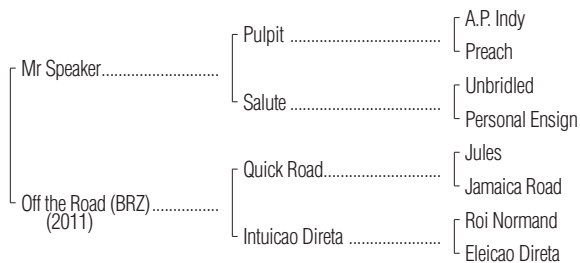 A.P. Indy
Pulpit ........................................
Preach
Mr Speaker...............................
Unbridled
Salute ........................................
Personal Ensign
Jules
Quick Road...............................
Jamaica Road
Off the Road (BRZ) .................
(2011)
Roi Normand
Intuicao Direta ........................
Eleicao Direta